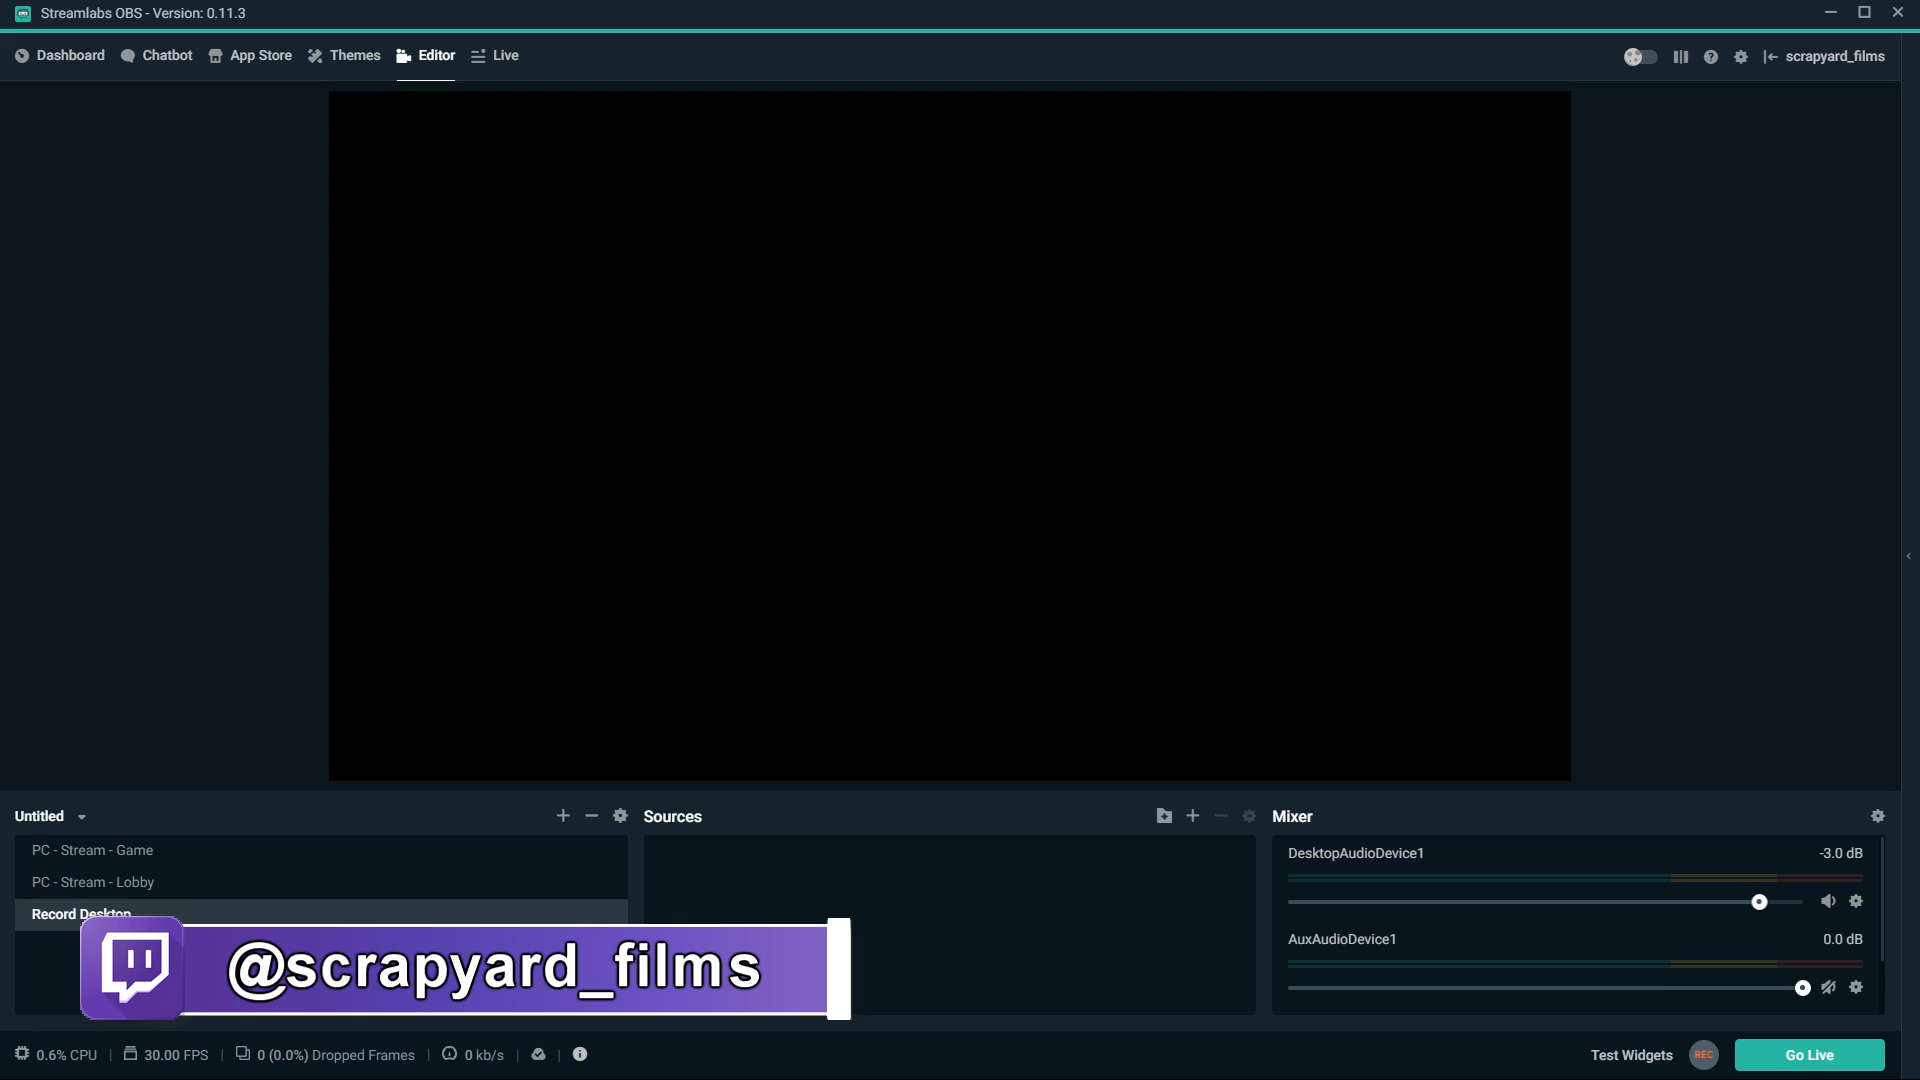 Streamlabs OBS - Version: 0.11.3
Dashboard Chatbot App Store Themes Editor Live scrapyard_films
Untitled
PC - Stream - Game
PC - Stream - Lobby
Record Desktop
Sources
Mixer
DesktopAudioDevice1 -3.0 dB
AuxAudioDevice1 0.0 dB
@scrapyard_films
0.6% CPU | 30.00 FPS | 0 (0.0%) Dropped Frames | 0 kb/s | |
Test Widgets REC Go Live